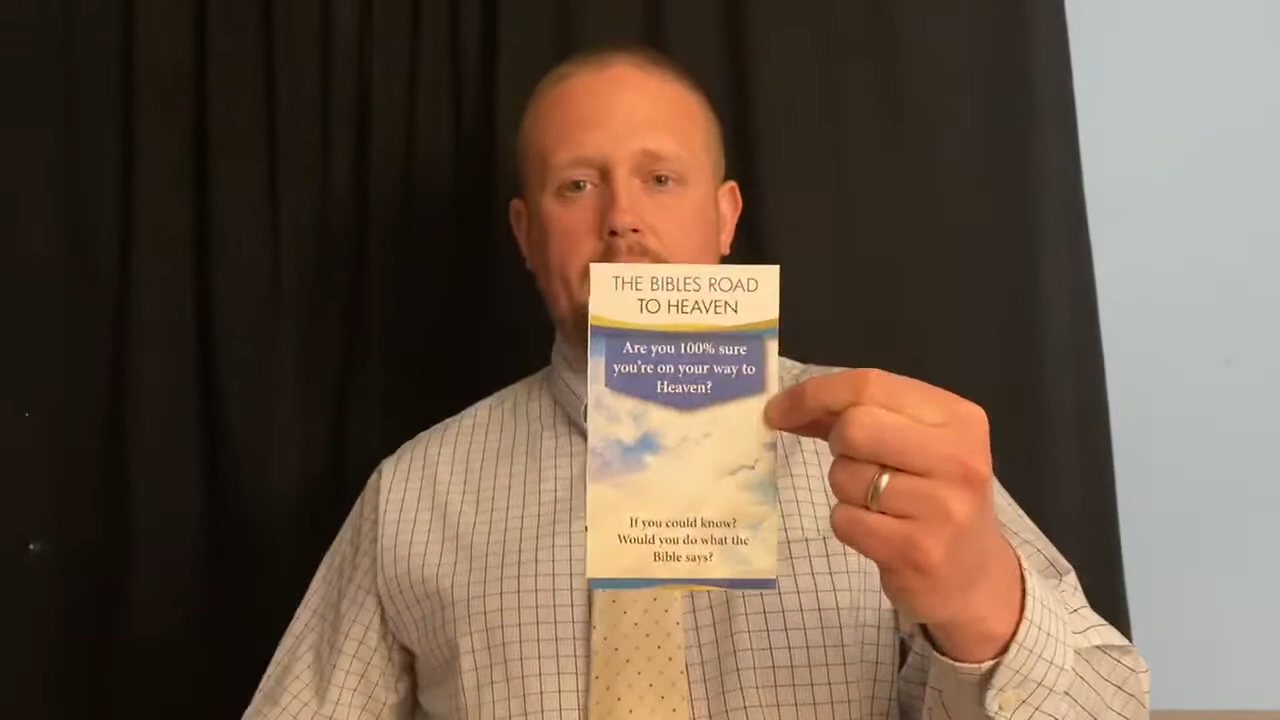 THE BIBLES ROAD
TO HEAVEN
Are you 100% sure
you're on your way to
Heaven?
If you could know?
Would you do what the
Bible says?